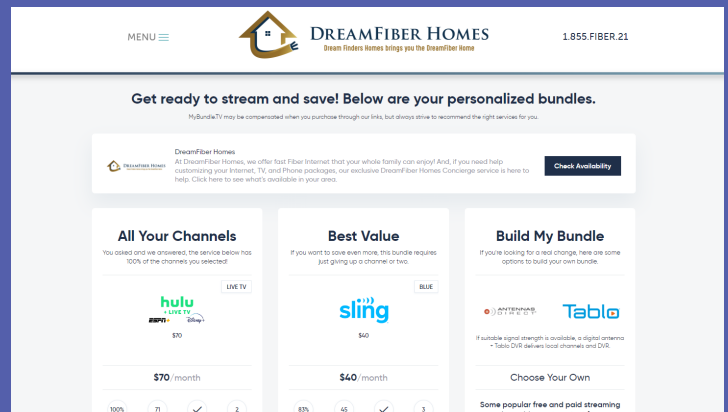 MENU
DREAMFIBER HOMES
Dream Finders Homes brings you the DreamFiber Home
1.855.FIBER.21
Get ready to stream and save! Below are your personalized bundles.
MyBundle.TV may be compensated when you purchase through our links, but always strive to recommend the right services for you.
DREAMFIBER HOMES
DreamFiber Homes
At DreamFiber Homes, we offer fast Fiber Internet that your whole family can enjoy! And, if you need help
customizing your Internet, TV, and Phone packages, our exclusive DreamFiber Homes Concierge service is here to
help. Click here to see what's available in your area.
Check Availability
All Your Channels
You asked and we answered, the service below has
100% of the channels you selected!
LIVE TV
hulu
+ LIVE TV
ESPN+
Disney+
$70
$70/month
100%
71
2
Best Value
If you want to save even more, this bundle requires
just giving up a channel or two.
BLUE
sling
$40
$40/month
83%
45
3
Build My Bundle
If you're looking for a real change, here are some
options to build your own bundle.
ANTENNAS
DIRECT
Tablo
If suitable signal strength is available, a digital antenna
+ Tablo DVR delivers local channels and DVR.
Choose Your Own
Some popular free and paid streaming